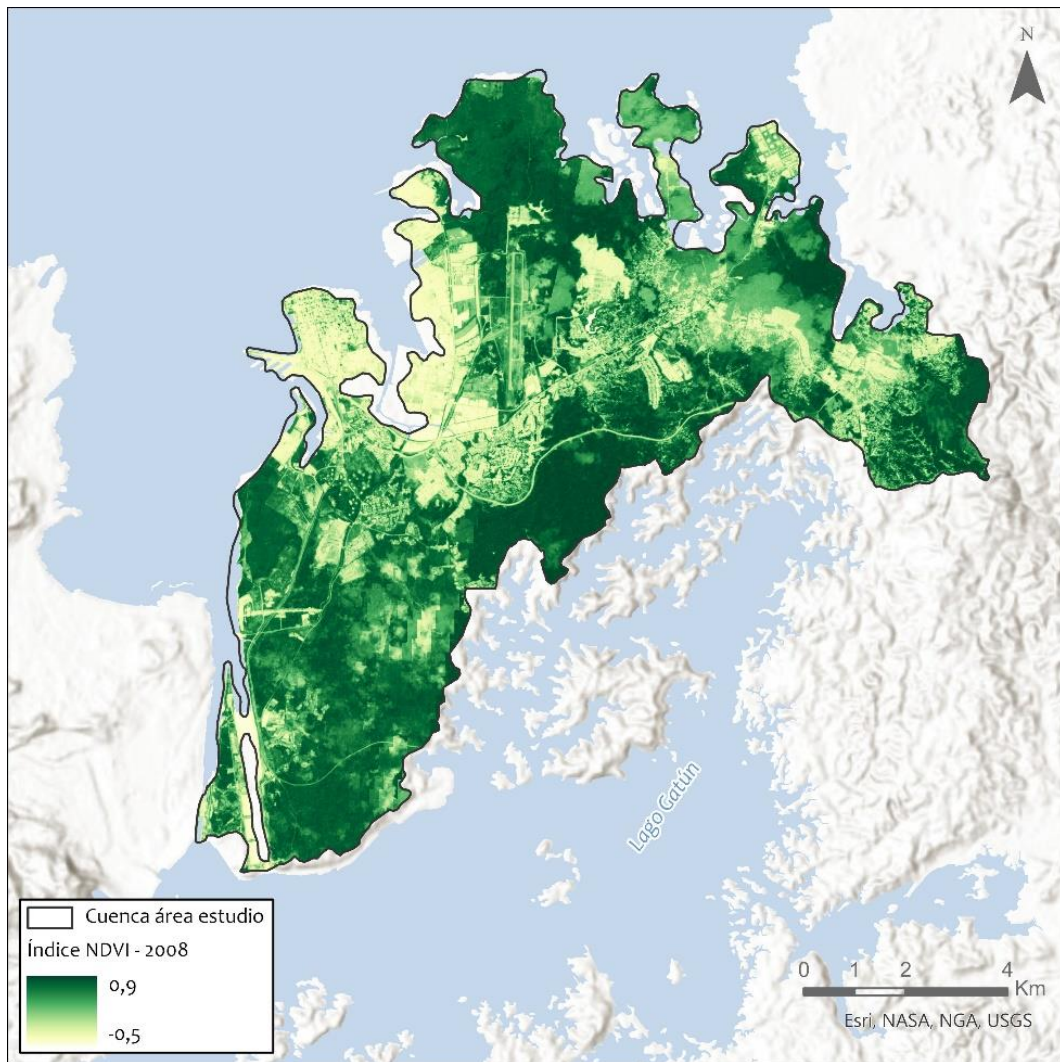 N
Lago Gatún
Cuenca área estudio
Índice NDVI - 2008
0,9
-0,5
0 1 2 4
Km
Esri, NASA, NGA, USGS